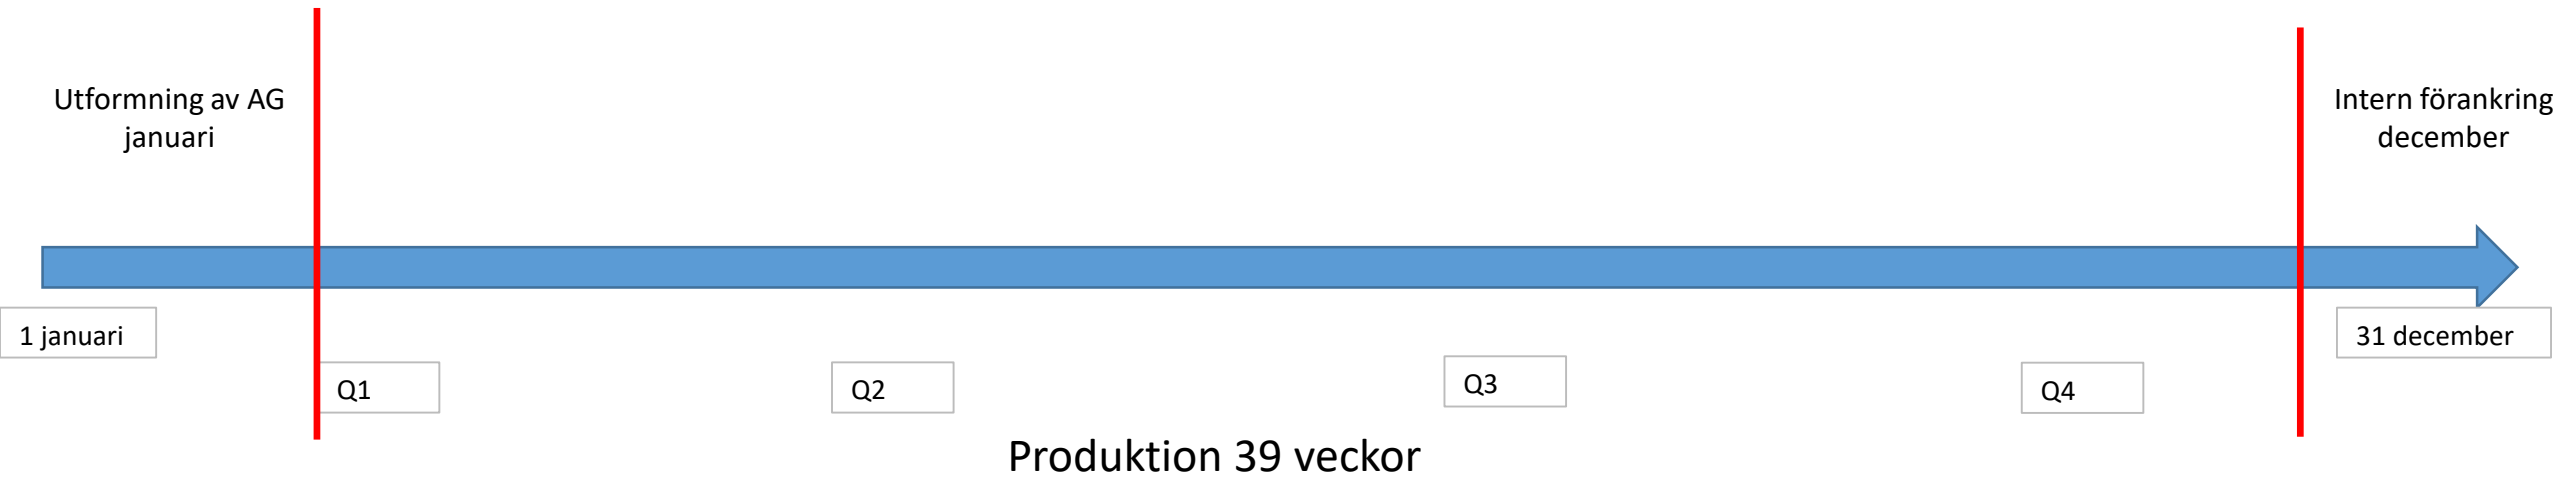 Utformning av AG
januari
Intern förankring
december
1 januari
31 december
Q1
Q2
Q3
Q4
Produktion 39 veckor